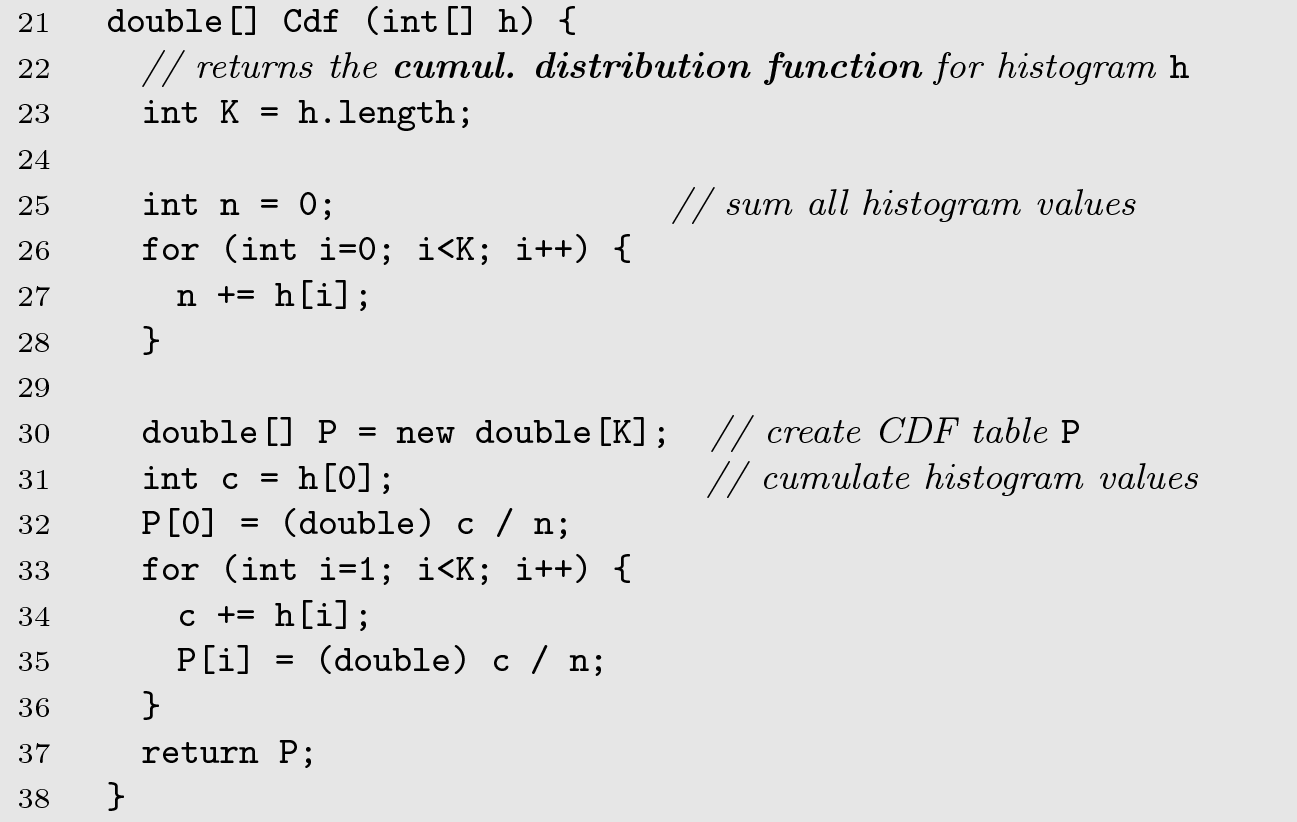 21 double[] Cdf (int[] h) {
22 // returns the cumul. distribution function for histogram h
23 int K = h.length;
24
25 int n = 0; // sum all histogram values
26 for (int i=0; i<K; i++) {
27 n += h[i];
28 }
29
30 double[] P = new double[K]; // create CDF table P
31 int c = h[0]; // cumulate histogram values
32 P[0] = (double) c / n;
33 for (int i=1; i<K; i++) {
34 c += h[i];
35 P[i] = (double) c / n;
36 }
37 return P;
38 }